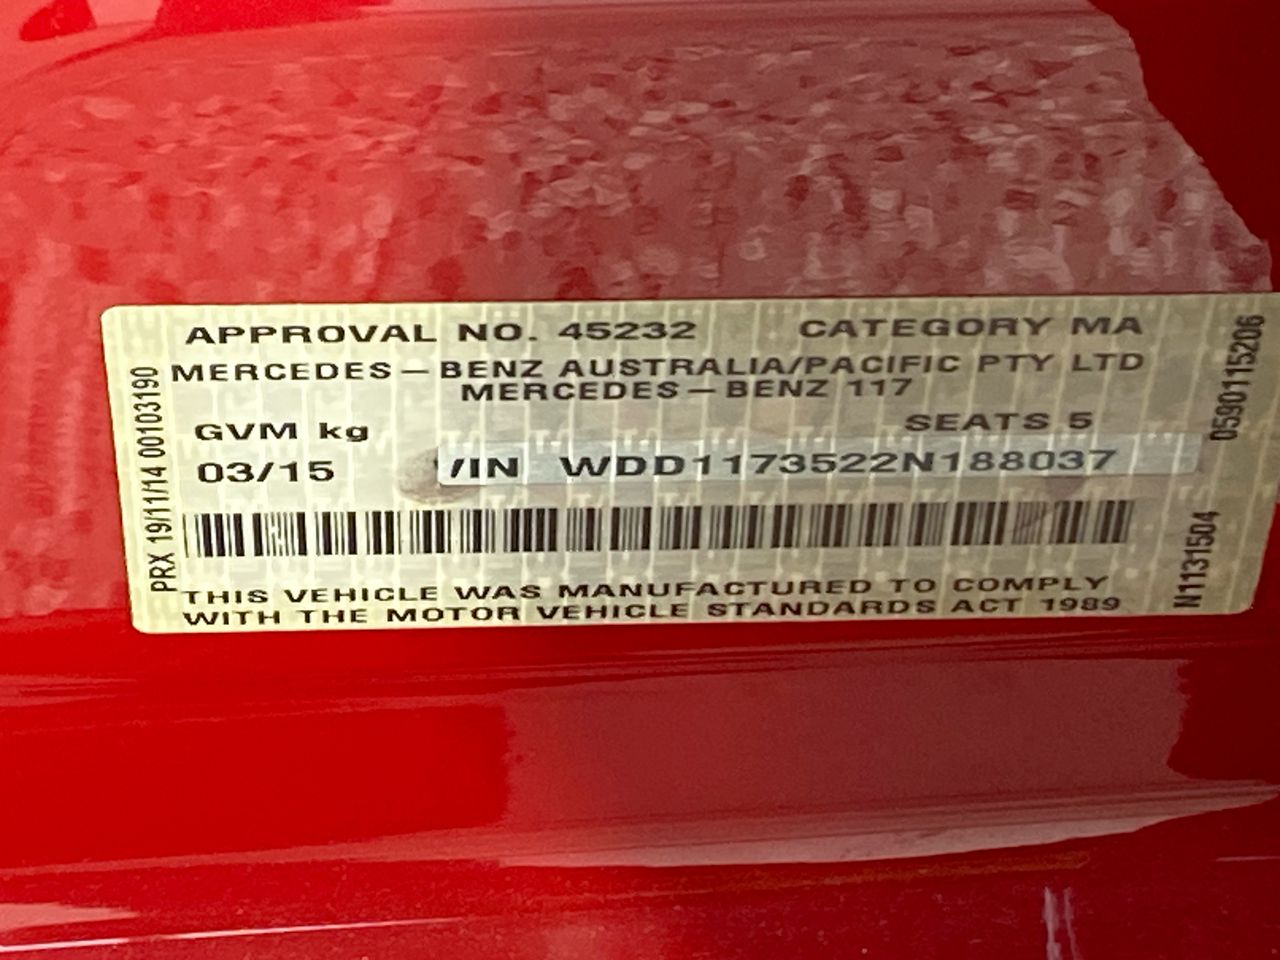 APPROVAL NO. 45232 CATEGORY MA
MERCEDES-BENZ AUSTRALIA/PACIFIC PTY LTD
MERCEDES-BENZ 117
GVM kg SEATS 5
03/15 VIN WDD1173522N188037
THIS VEHICLE WAS MANUFACTURED TO COMPLY
WITH THE MOTOR VEHICLE STANDARDS ACT 1989
PRX 19/11/14 00103190
0590115206
N1131504